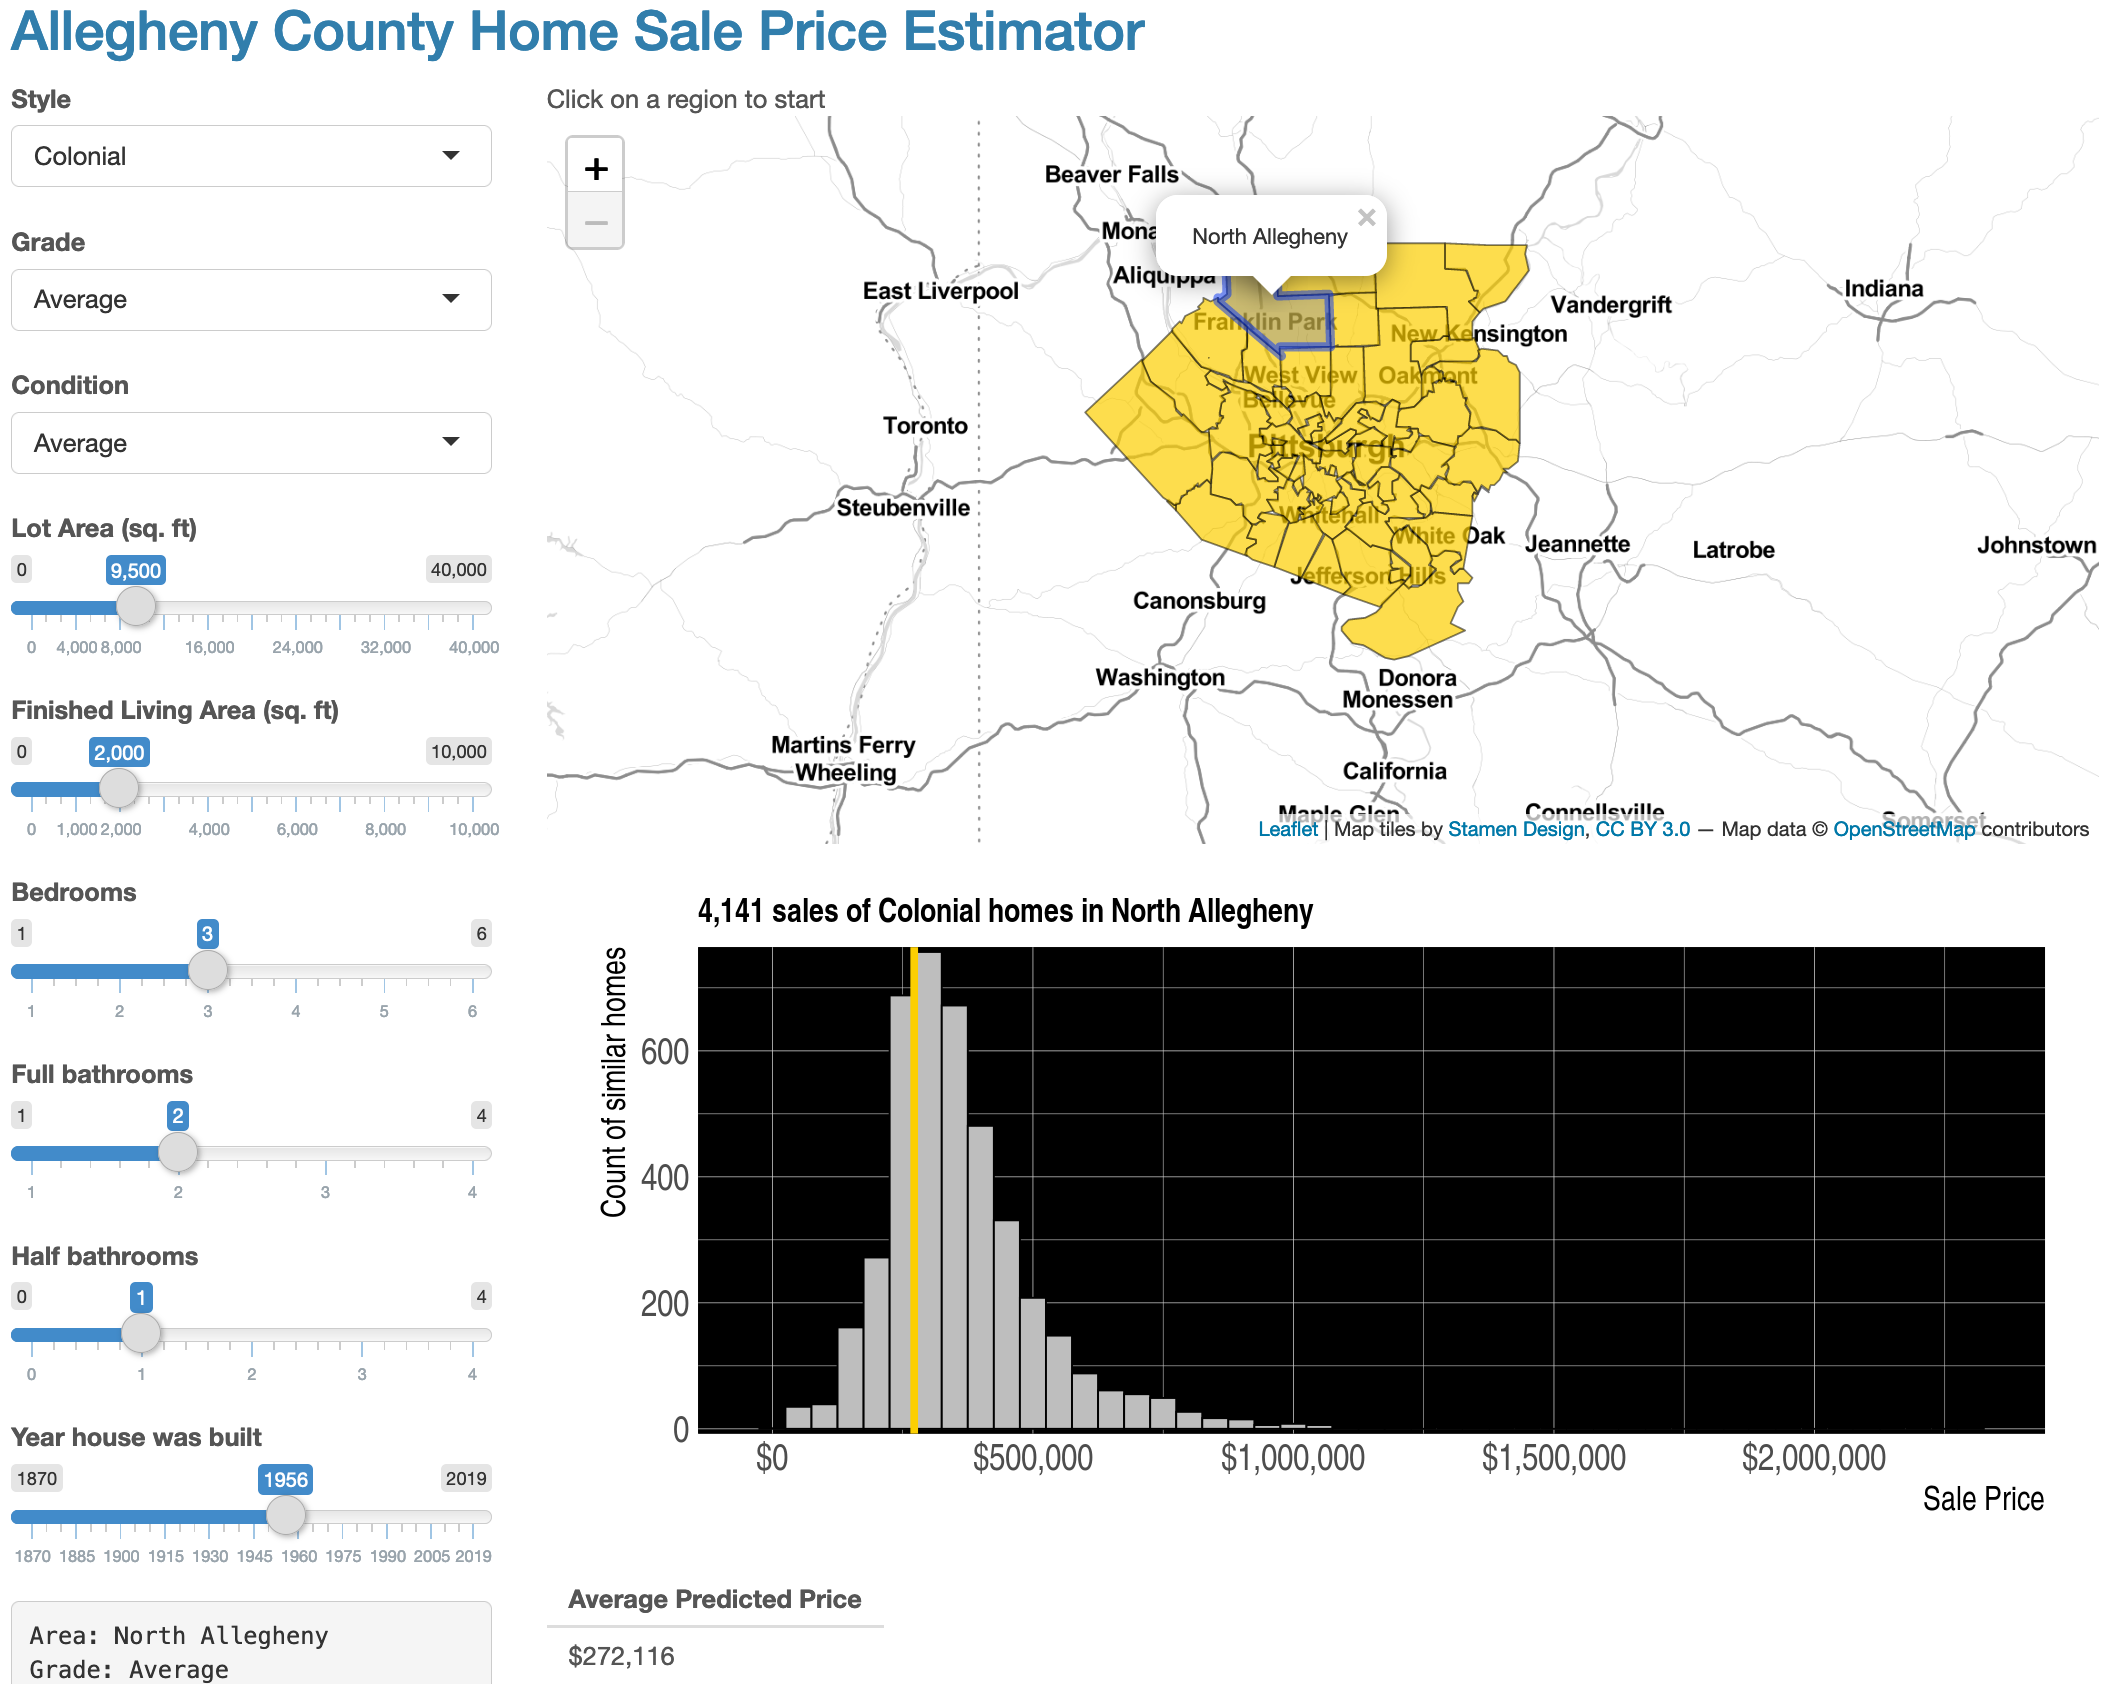 Allegheny County Home Sale Price Estimator
Style
Colonial
Grade
Average
Condition
Average
Lot Area (sq. ft)
0 9,500 40,000
0 4,000 8,000 16,000 24,000 32,000 40,000
Finished Living Area (sq. ft)
0 2,000 10,000
0 1,000 2,000 4,000 6,000 8,000 10,000
Bedrooms
1 3 6
1 2 3 4 5 6
Full bathrooms
1 2 4
1 2 3 4
Half bathrooms
0 1 4
0 1 2 3 4
Year house was built
1870 1956 2019
1870 1885 1900 1915 1930 1945 1960 1975 1990 2005 2019
Area: North Allegheny
Grade: Average
Click on a region to start
+
−
Beaver Falls
Mona
North Allegheny ×
Aliquippa
East Liverpool
Indiana
Vandergrift
Franklin Park
New Kensington
West View
Oakmont
Bellevue
Toronto
Pittsburgh
Steubenville
Whitehall
White Oak
Jeannette
Latrobe
Johnstown
Jefferson Hills
Canonsburg
Washington
Donora
Monessen
Martins Ferry
Wheeling
California
Maple Glen
Connellsville
Somerset
Leaflet | Map tiles by Stamen Design, CC BY 3.0 — Map data © OpenStreetMap contributors
4,141 sales of Colonial homes in North Allegheny
Count of similar homes
600
400
200
0
$0 $500,000 $1,000,000 $1,500,000 $2,000,000
Sale Price
Average Predicted Price
$272,116